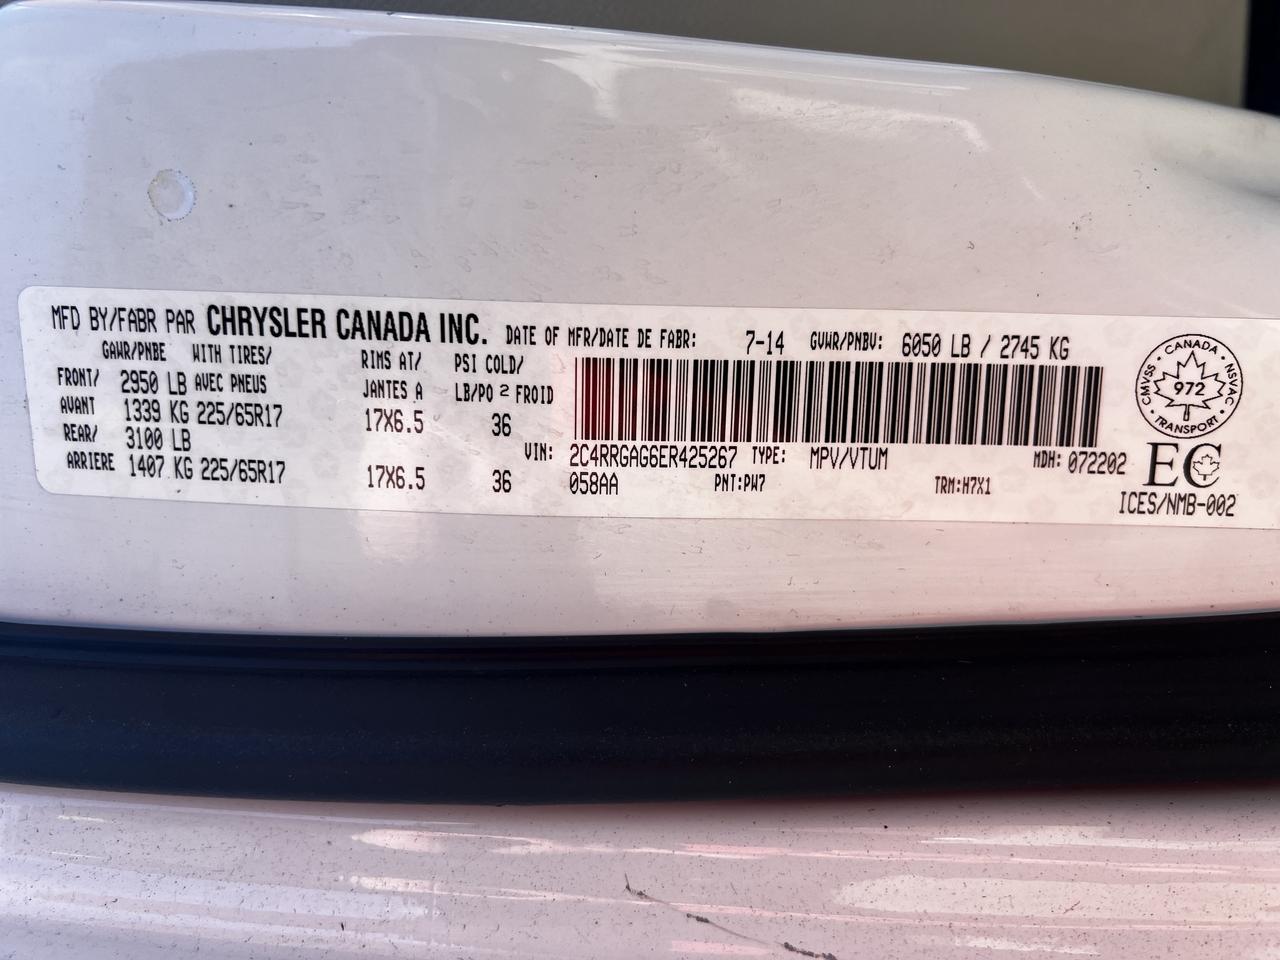 MFD BY/FABR PAR CHRYSLER CANADA INC. DATE OF MFR/DATE DE FABR: 7-14 GVWR/PNBV: 6050 LB / 2745 KG
GAWR/PNBE WITH TIRES/ RIMS AT/ PSI COLD/
FRONT/ 2950 LB AVEC PNEUS JANTES A LB/PO 2 FROID
AVANT 1339 KG 225/65R17 17X6.5 36
REAR/ 3100 LB
ARRIERE 1407 KG 225/65R17 17X6.5 36
VIN: 2C4RRGAG6ER425267 TYPE: MPV/VTUM MDH: 072202
058AA PNT:PW7 TRM:H7X1
CANADA
CMVSS 972 NSVAC
TRANSPORT
EC
ICES/NMB-002